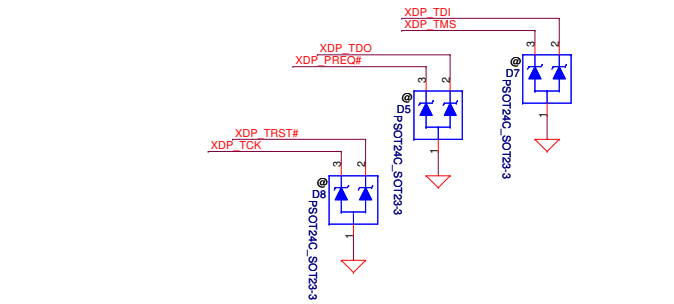 XDP_TDI
XDP_TMS
3
2
@
D7
PSOT24C_SOT23-3
1
XDP_TDO
XDP_PREQ#
3
2
@
D5
PSOT24C_SOT23-3
1
XDP_TRST#
XDP_TCK
3
2
@
D8
PSOT24C_SOT23-3
1